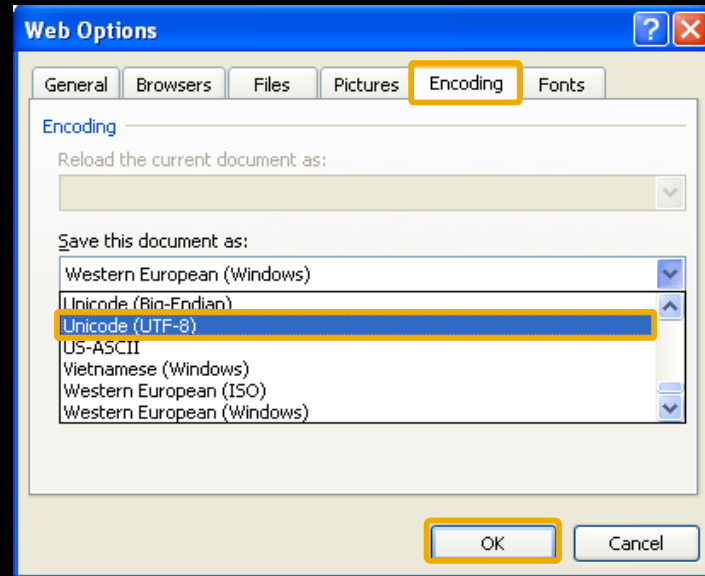 Web Options
General Browsers Files Pictures Encoding Fonts
Encoding
Reload the current document as:
Save this document as:
Western European (Windows)
Unicode (Big-Endian)
Unicode (UTF-8)
US-ASCII
Vietnamese (Windows)
Western European (ISO)
Western European (Windows)
OK Cancel